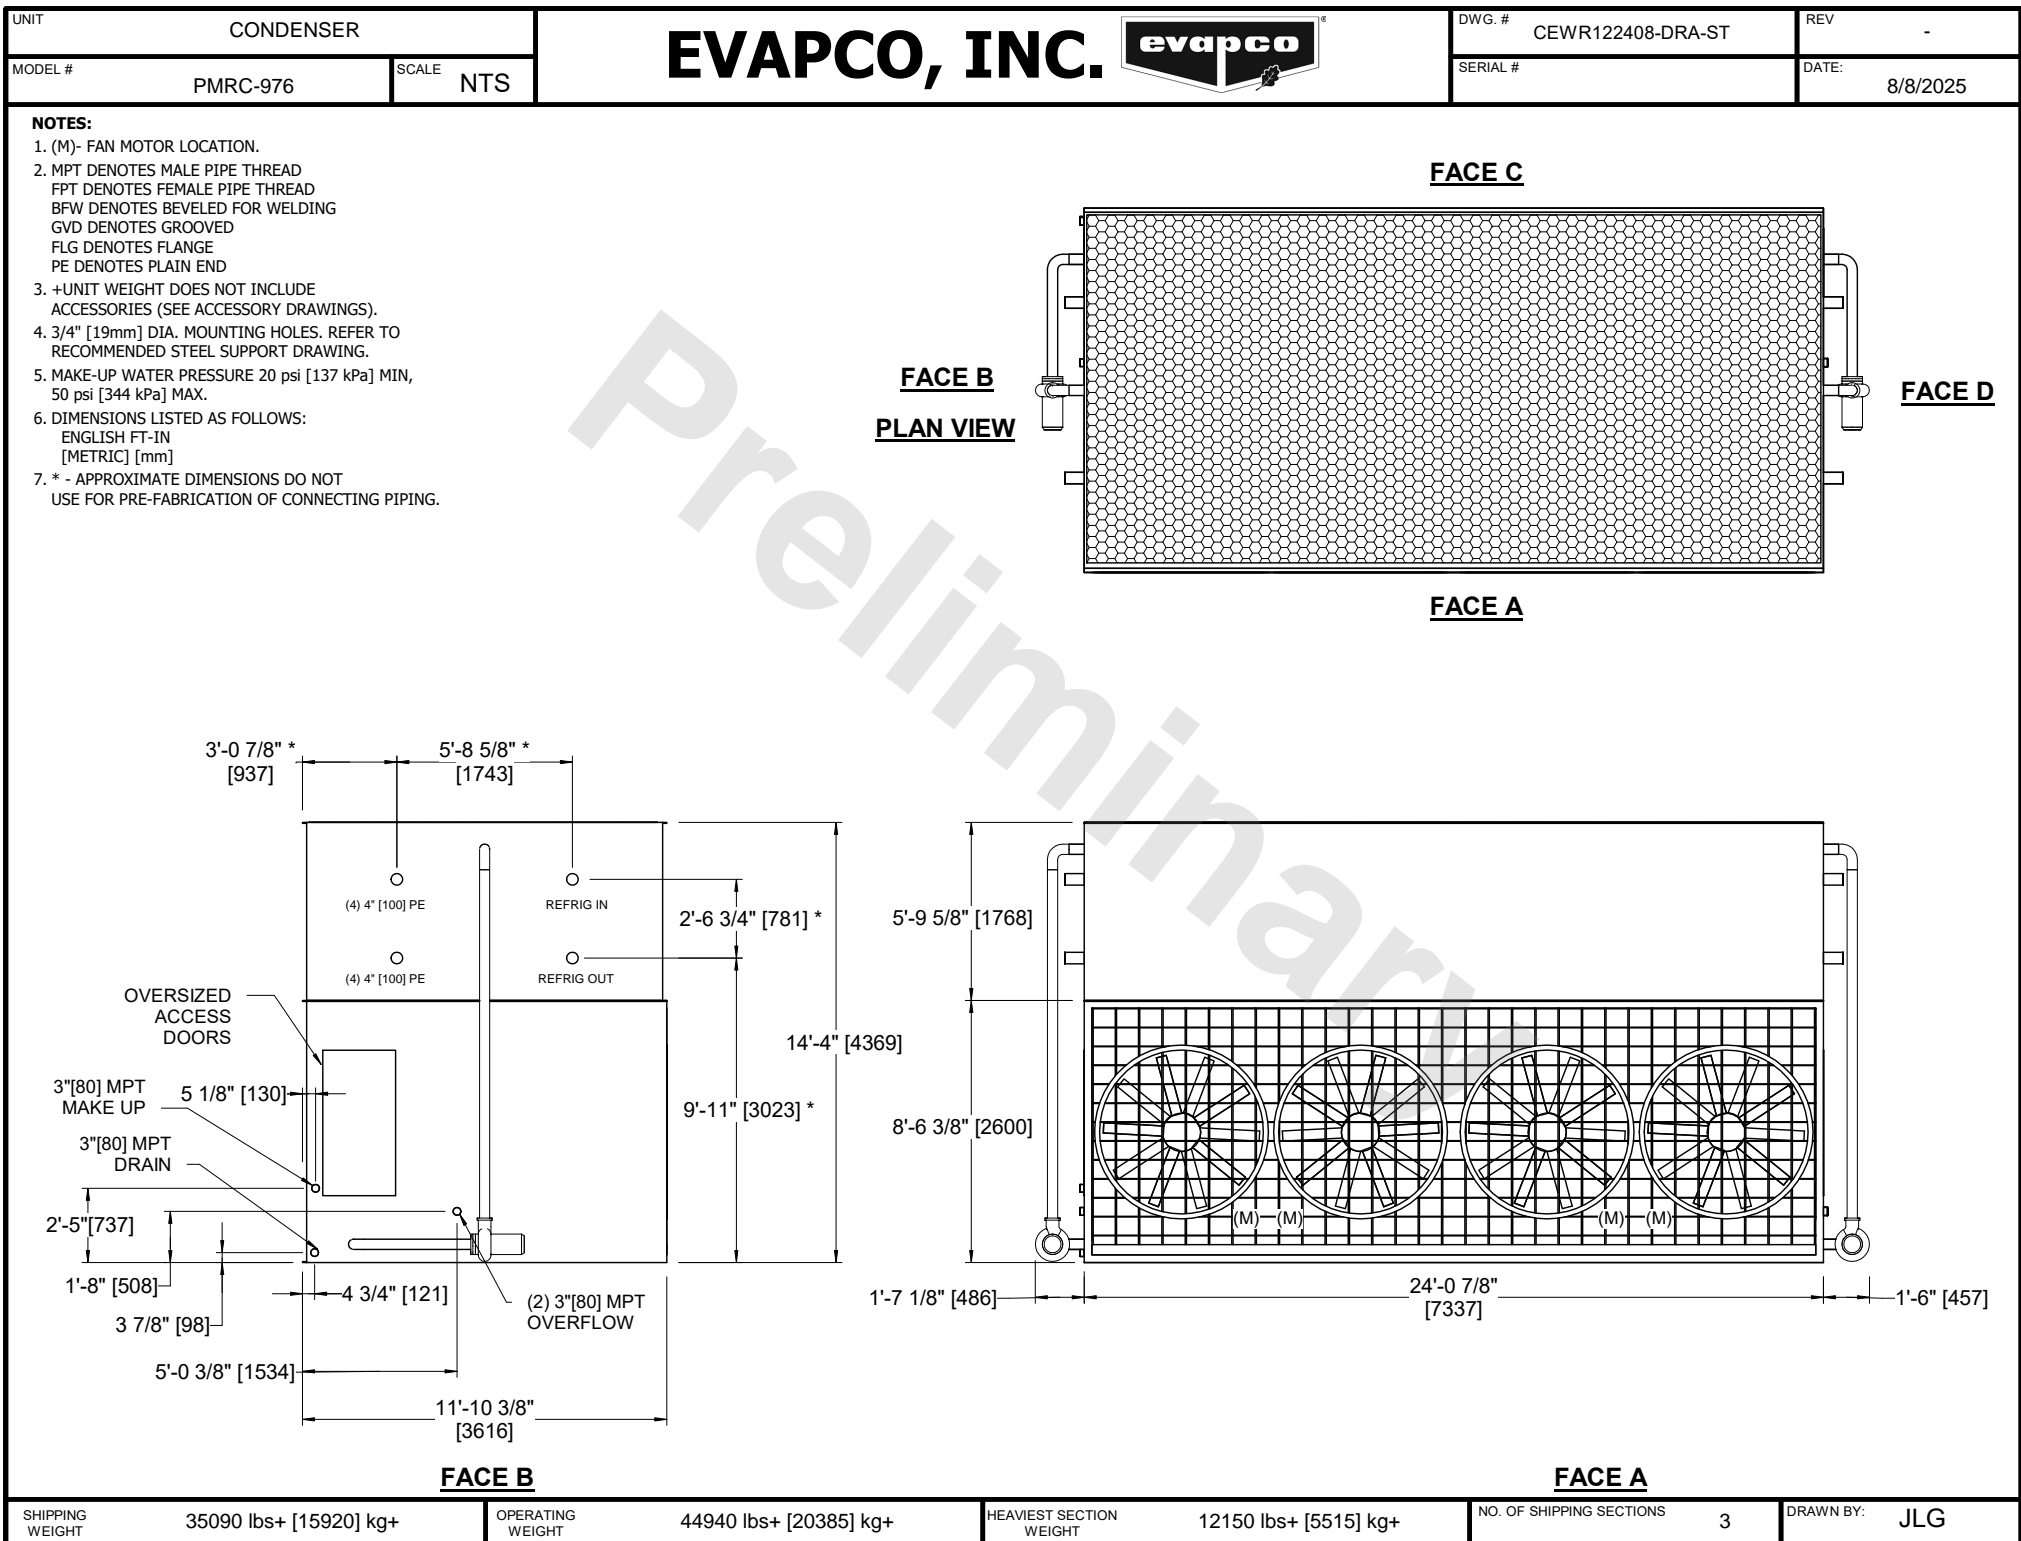 UNIT
CONDENSER
MODEL #
PMRC-976
SCALE
NTS
EVAPCO, INC.
evapco
®
DWG. #
CEWR122408-DRA-ST
REV
-
SERIAL #
DATE:
8/8/2025
NOTES:
1. (M)- FAN MOTOR LOCATION.
2. MPT DENOTES MALE PIPE THREAD
FPT DENOTES FEMALE PIPE THREAD
BFW DENOTES BEVELED FOR WELDING
GVD DENOTES GROOVED
FLG DENOTES FLANGE
PE DENOTES PLAIN END
3. +UNIT WEIGHT DOES NOT INCLUDE
ACCESSORIES (SEE ACCESSORY DRAWINGS).
4. 3/4" [19mm] DIA. MOUNTING HOLES. REFER TO
RECOMMENDED STEEL SUPPORT DRAWING.
5. MAKE-UP WATER PRESSURE 20 psi [137 kPa] MIN,
50 psi [344 kPa] MAX.
6. DIMENSIONS LISTED AS FOLLOWS:
ENGLISH FT-IN
[METRIC] [mm]
7. * - APPROXIMATE DIMENSIONS DO NOT
USE FOR PRE-FABRICATION OF CONNECTING PIPING.
FACE C
FACE B
PLAN VIEW
FACE D
FACE A
Preliminary
3'-0 7/8" *
[937]
5'-8 5/8" *
[1743]
(4) 4" [100] PE
REFRIG IN
(4) 4" [100] PE
REFRIG OUT
2'-6 3/4" [781] *
14'-4" [4369]
9'-11" [3023] *
OVERSIZED
ACCESS
DOORS
3"[80] MPT
MAKE UP
5 1/8" [130]
3"[80] MPT
DRAIN
2'-5"[737]
1'-8" [508]
4 3/4" [121]
3 7/8" [98]
(2) 3"[80] MPT
OVERFLOW
5'-0 3/8" [1534]
11'-10 3/8"
[3616]
FACE B
5'-9 5/8" [1768]
8'-6 3/8" [2600]
(M)
(M)
(M)
(M)
1'-7 1/8" [486]
24'-0 7/8"
[7337]
1'-6" [457]
FACE A
SHIPPING
WEIGHT
35090 lbs+ [15920] kg+
OPERATING
WEIGHT
44940 lbs+ [20385] kg+
HEAVIEST SECTION
WEIGHT
12150 lbs+ [5515] kg+
NO. OF SHIPPING SECTIONS
3
DRAWN BY:
JLG